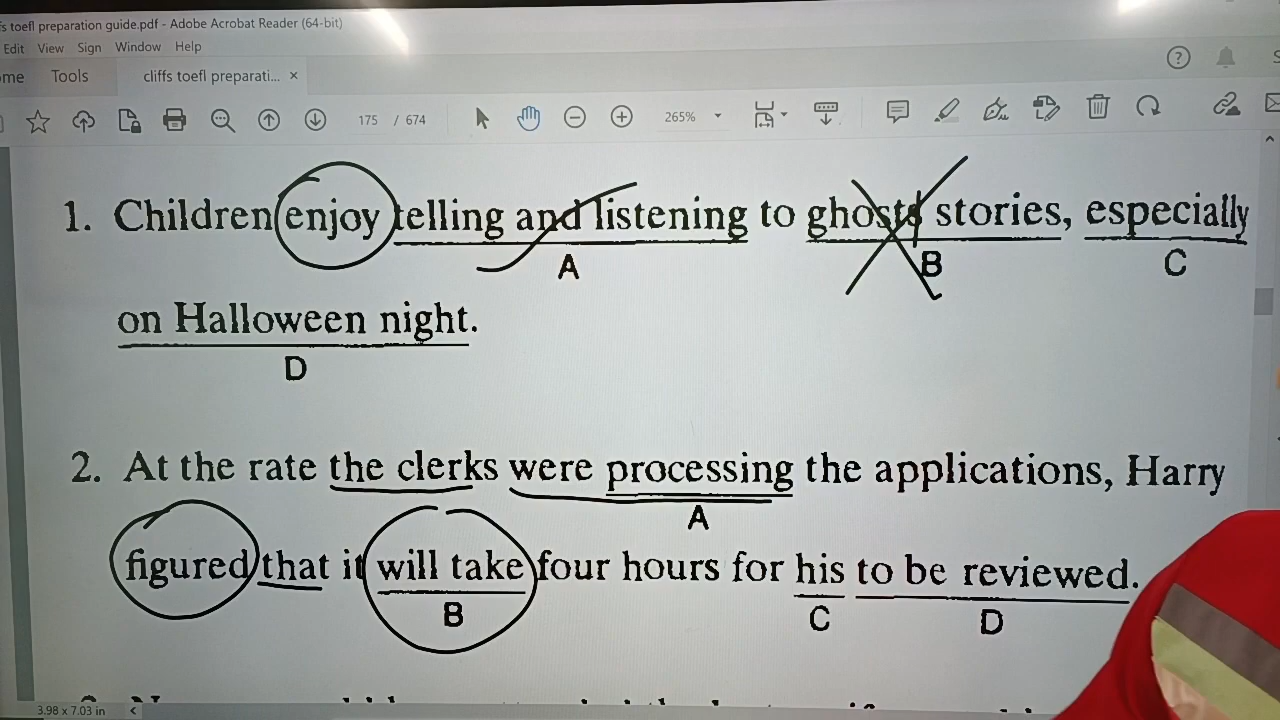 fs toefl preparation guide.pdf - Adobe Acrobat Reader (64-bit)
Edit View Sign Window Help
ome Tools cliffs toefl preparati... ×
175 / 674 265%
1. Children enjoy telling and listening to ghosts stories, especially
A B C
on Halloween night.
D
2. At the rate the clerks were processing the applications, Harry
A
figured that it will take four hours for his to be reviewed.
B C D
3.98 x 7.03 in